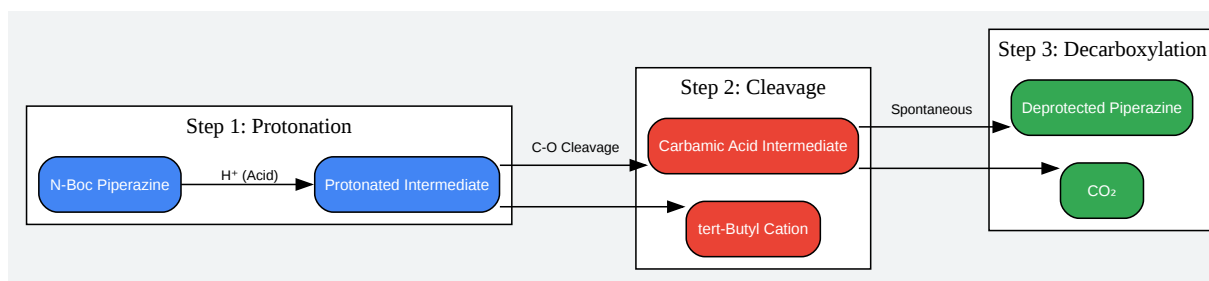 Step 1: Protonation
N-Boc Piperazine
H⁺ (Acid)
Protonated Intermediate
C-O Cleavage
Step 2: Cleavage
Carbamic Acid Intermediate
tert-Butyl Cation
Spontaneous
Step 3: Decarboxylation
Deprotected Piperazine
CO₂